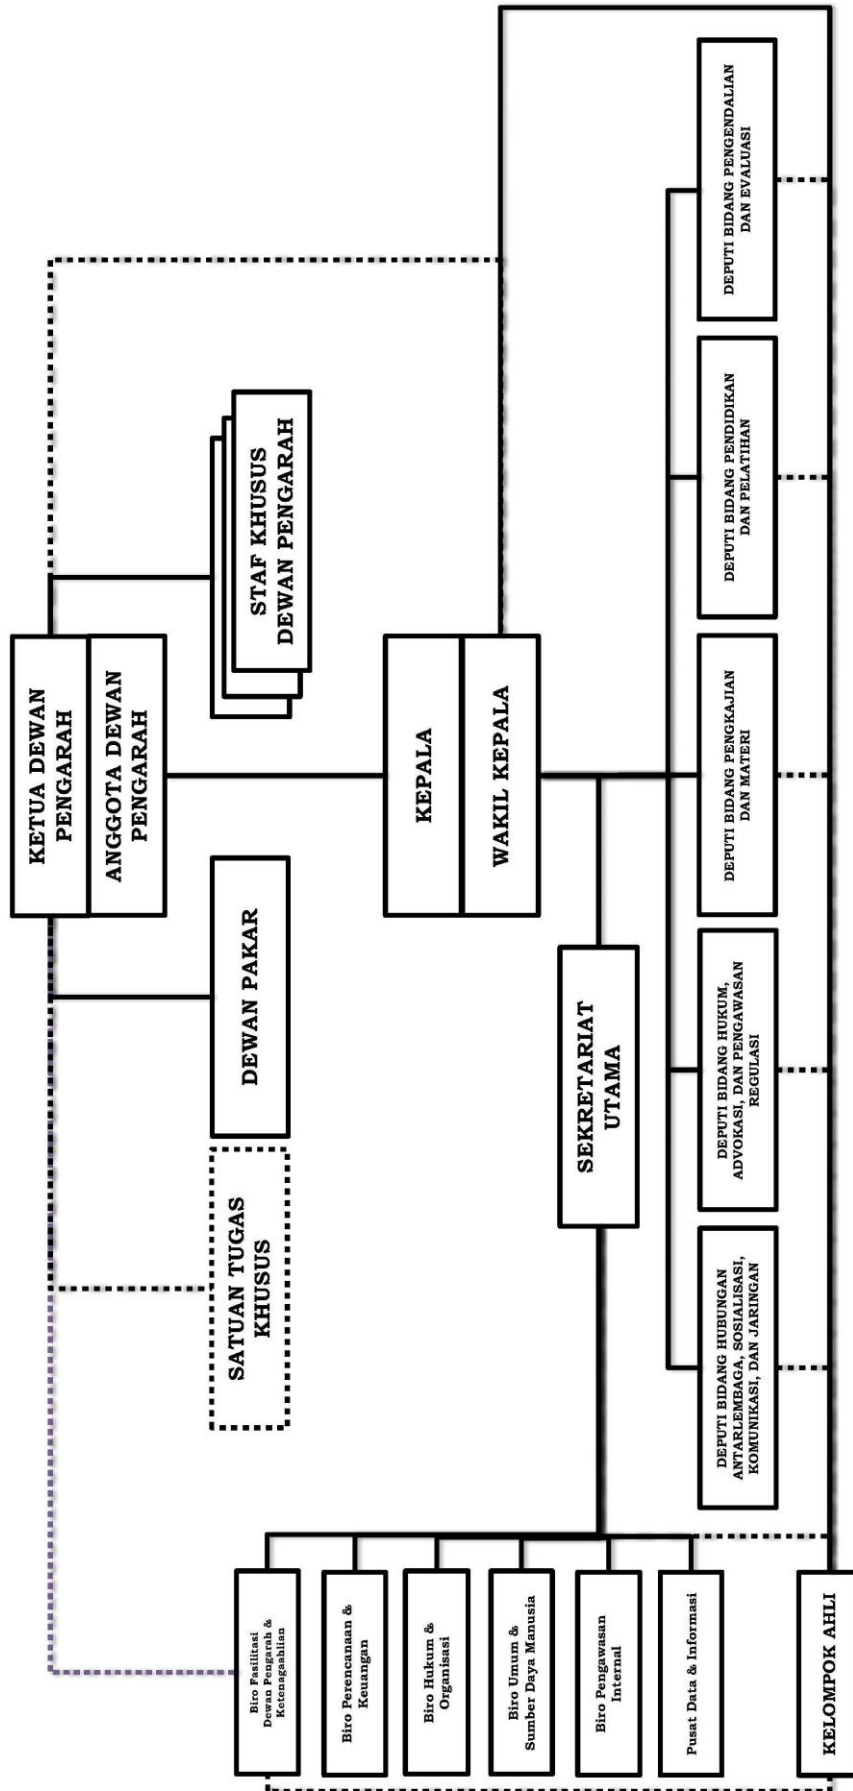 KETUA DEWAN
PENGARAH
ANGGOTA DEWAN
PENGARAH
SATUAN TUGAS
KHUSUS
DEWAN PAKAR
STAF KHUSUS
DEWAN PENGARAH
KEPALA
WAKIL KEPALA
SEKRETARIAT
UTAMA
Biro Fasilitasi
Dewan Pengarah &
Ketenagaahlian
Biro Perencanaan &
Keuangan
Biro Hukum &
Organisasi
Biro Umum &
Sumber Daya Manusia
Biro Pengawasan
Internal
Pusat Data & Informasi
DEPUTI BIDANG HUBUNGAN
ANTARLEMBAGA, SOSIALISASI,
KOMUNIKASI, DAN JARINGAN
DEPUTI BIDANG HUKUM,
ADVOKASI, DAN PENGAWASAN
REGULASI
DEPUTI BIDANG PENGKAJIAN
DAN MATERI
DEPUTI BIDANG PENDIDIKAN
DAN PELATIHAN
DEPUTI BIDANG PENGENDALIAN
DAN EVALUASI
KELOMPOK AHLI